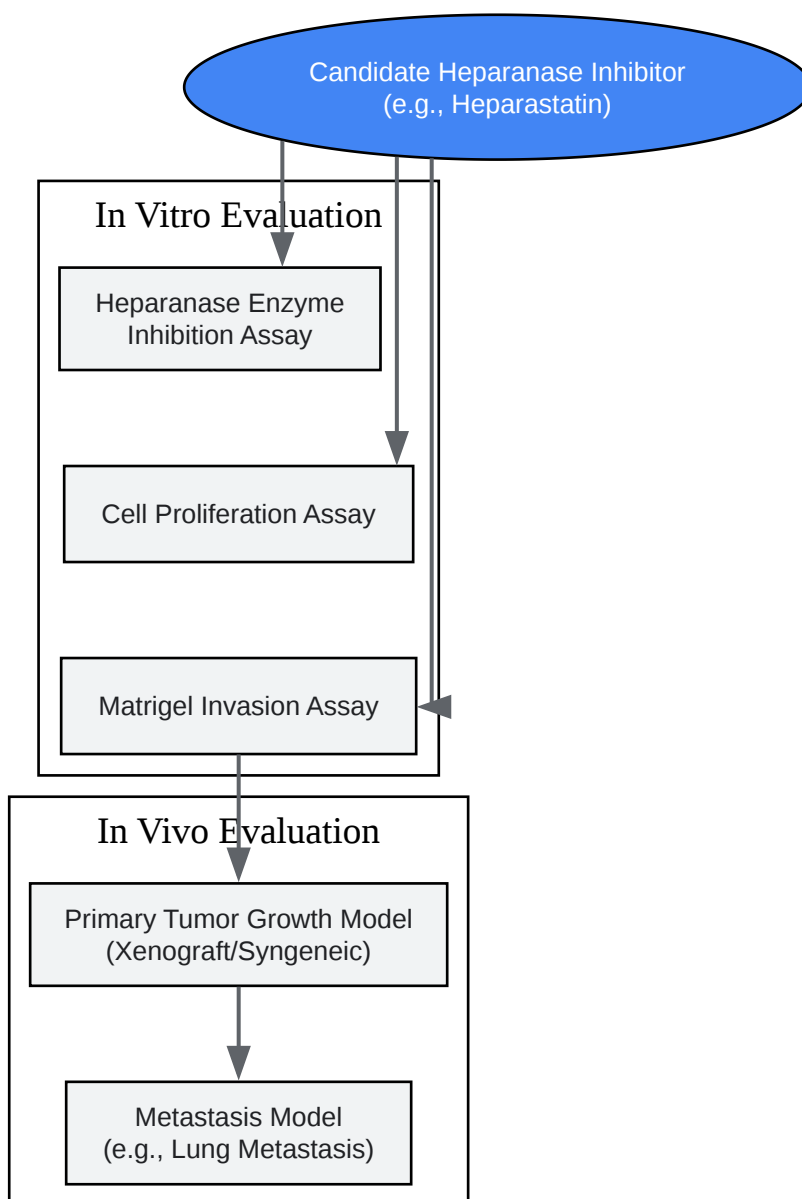 Candidate Heparanase Inhibitor
(e.g., Heparastatin)
In Vitro Evaluation
Heparanase Enzyme
Inhibition Assay
Cell Proliferation Assay
Matrigel Invasion Assay
In Vivo Evaluation
Primary Tumor Growth Model
(Xenograft/Syngeneic)
Metastasis Model
(e.g., Lung Metastasis)